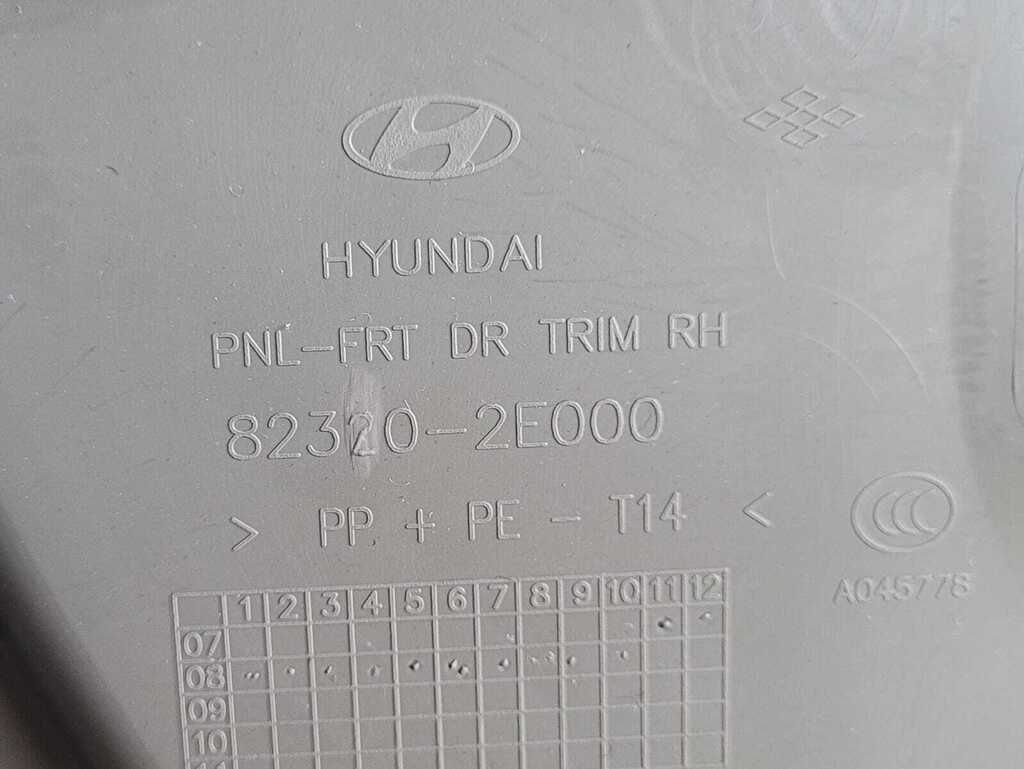 HYUNDAI
PNL-FRT DR TRIM RH
82320-2E000
> PP + PE - T14 <
CCC
A045778
1 2 3 4 5 6 7 8 9 10 11 12
07
08
09
10